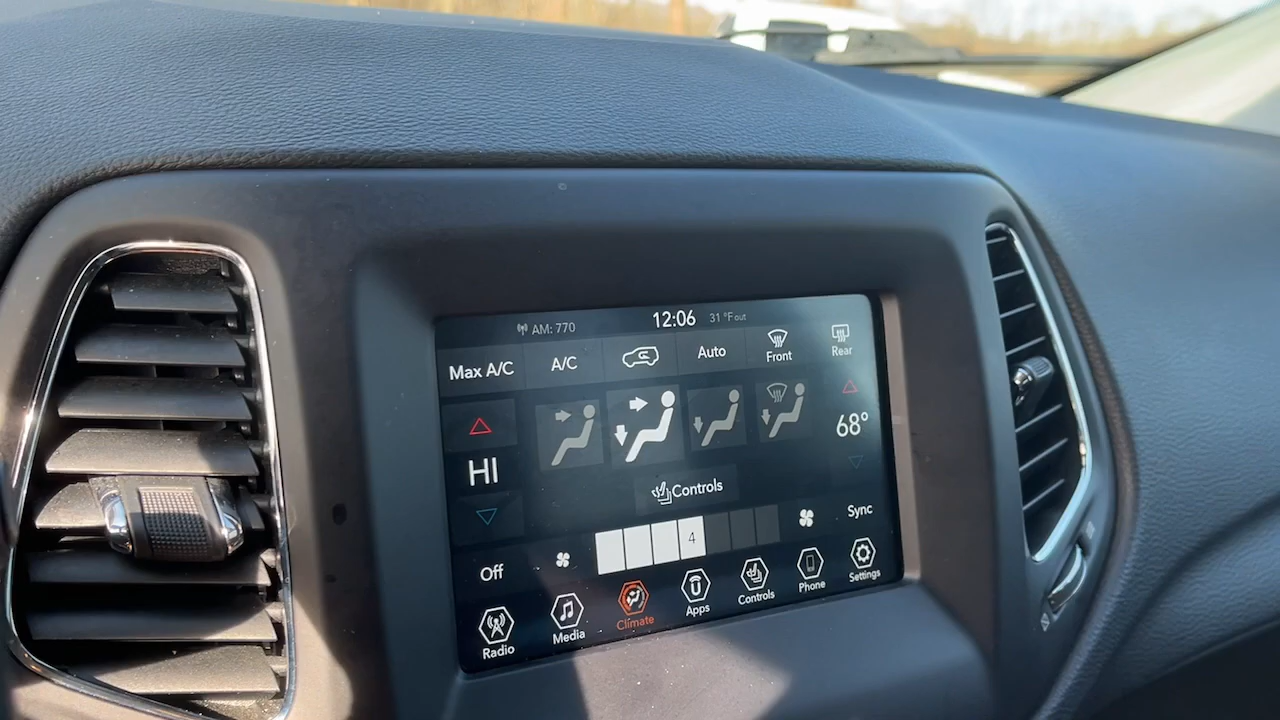 AM: 770 12:06 31 °F out
Max A/C A/C Auto Front Rear
HI 68°
Controls
4
Off Sync
Radio Media Climate Apps Controls Phone Settings